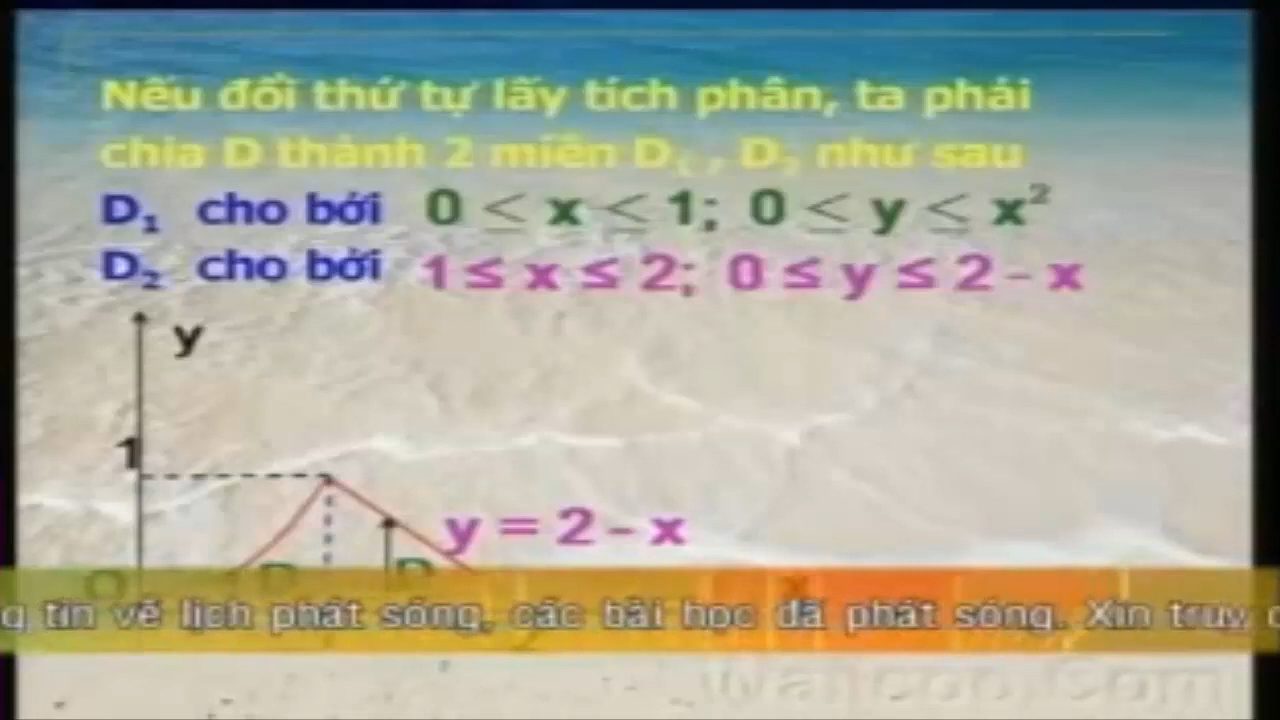 Nếu đổi thứ tự lấy tích phân, ta phải
chia D thành 2 miền D₁ , D₂ như sau
D₁ cho bởi 0 ≤ x ≤ 1; 0 ≤ y ≤ x²
D₂ cho bởi 1 ≤ x ≤ 2; 0 ≤ y ≤ 2 - x
y
1
y = 2 - x
O D D x
tin về lịch phát sóng, các bài học đã phát sóng. Xin truy